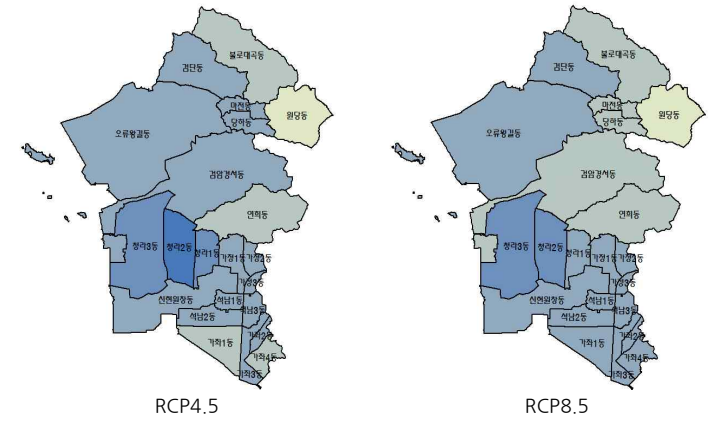 불로대곡동
검단동
마전동
원당동
당하동
오류왕길동
검암경서동
연희동
청라3동
청라2동
청라1동
가정1동
가정2동
가정3동
신현원창동
석남1동
석남3동
석남2동
가좌1동
가좌2동
가좌4동
가좌3동
RCP4.5
불로대곡동
검단동
마전동
원당동
당하동
오류왕길동
검암경서동
연희동
청라3동
청라2동
청라1동
가정1동
가정2동
가정3동
신현원창동
석남1동
석남3동
석남2동
가좌1동
가좌2동
가좌4동
가좌3동
RCP8.5